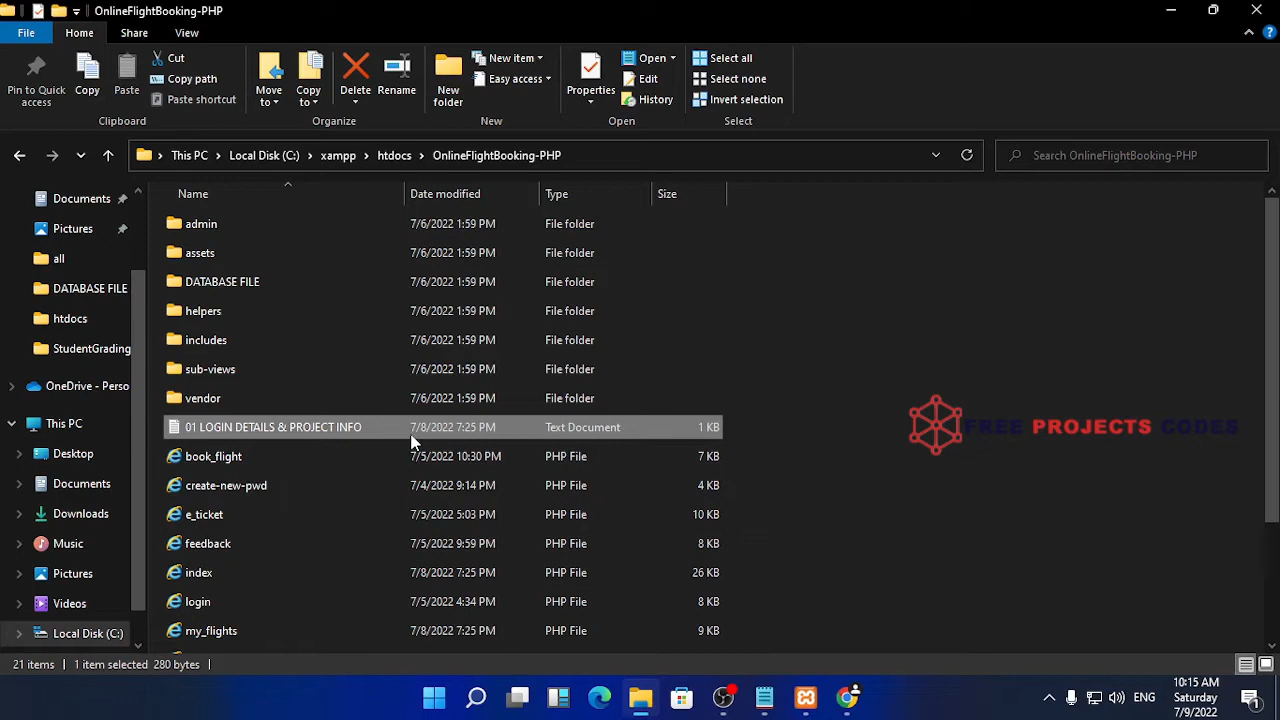 OnlineFlightBooking-PHP
File Home Share View
Pin to Quick access
Copy
Paste
Cut
Copy path
Paste shortcut
Clipboard
Move to
Copy to
Delete
Rename
Organize
New folder
New item
Easy access
New
Properties
Open
Edit
History
Open
Select all
Select none
Invert selection
Select
This PC Local Disk (C:) xampp htdocs OnlineFlightBooking-PHP
Search OnlineFlightBooking-PHP
Documents
Pictures
all
DATABASE FILE
htdocs
StudentGrading
OneDrive - Perso
This PC
Desktop
Documents
Downloads
Music
Pictures
Videos
Local Disk (C:)
Name Date modified Type Size
admin 7/6/2022 1:59 PM File folder
assets 7/6/2022 1:59 PM File folder
DATABASE FILE 7/6/2022 1:59 PM File folder
helpers 7/6/2022 1:59 PM File folder
includes 7/6/2022 1:59 PM File folder
sub-views 7/6/2022 1:59 PM File folder
vendor 7/6/2022 1:59 PM File folder
01 LOGIN DETAILS & PROJECT INFO 7/8/2022 7:25 PM Text Document 1 KB
book_flight 7/5/2022 10:30 PM PHP File 7 KB
create-new-pwd 7/4/2022 9:14 PM PHP File 4 KB
e_ticket 7/5/2022 5:03 PM PHP File 10 KB
feedback 7/5/2022 9:59 PM PHP File 8 KB
index 7/8/2022 7:25 PM PHP File 26 KB
login 7/5/2022 4:34 PM PHP File 8 KB
my_flights 7/8/2022 7:25 PM PHP File 9 KB
FREE PROJECTS CODES
21 items 1 item selected 280 bytes
ENG
10:15 AM
Saturday
7/9/2022
1